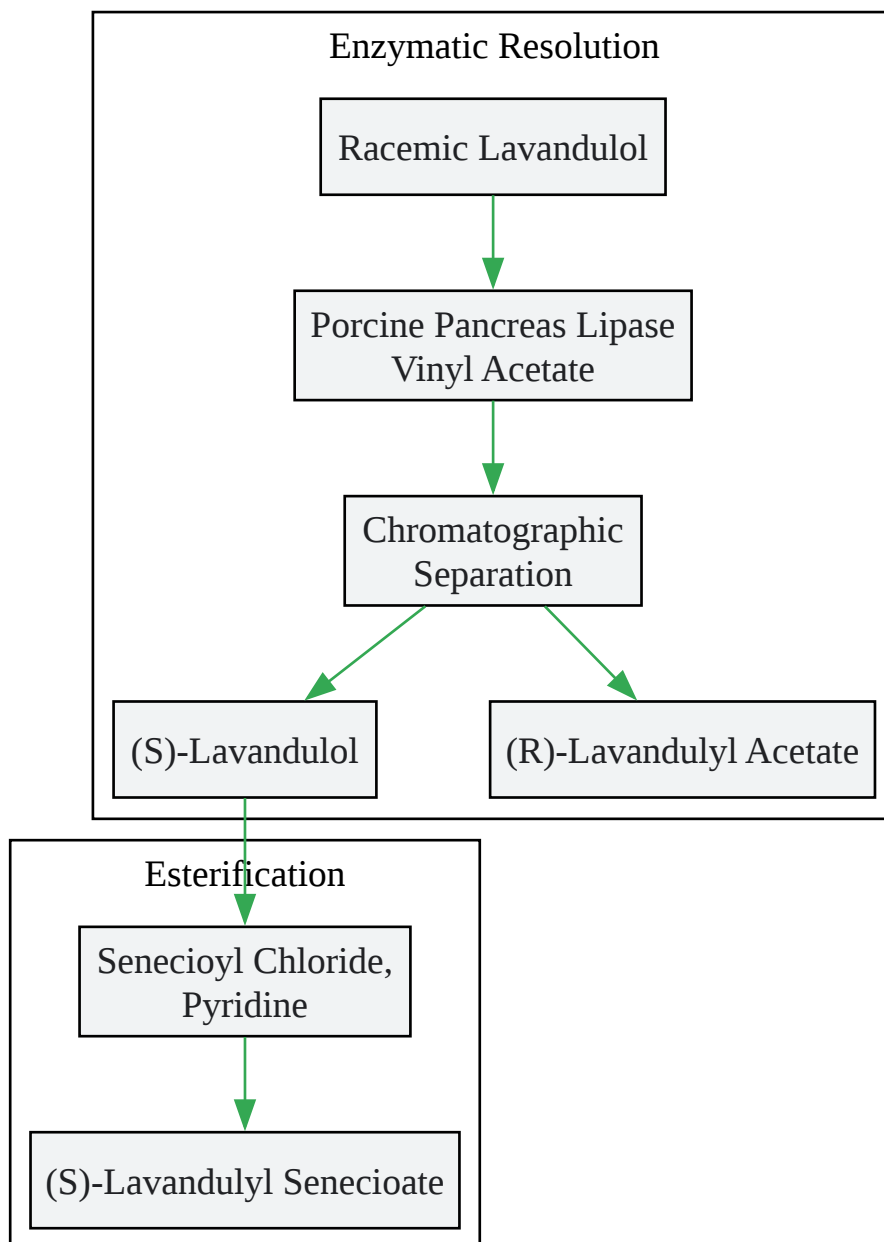 Enzymatic Resolution
Racemic Lavandulol
Porcine Pancreas Lipase
Vinyl Acetate
Chromatographic
Separation
(S)-Lavandulol
(R)-Lavandulyl Acetate
Esterification
Senecioyl Chloride,
Pyridine
(S)-Lavandulyl Senecioate